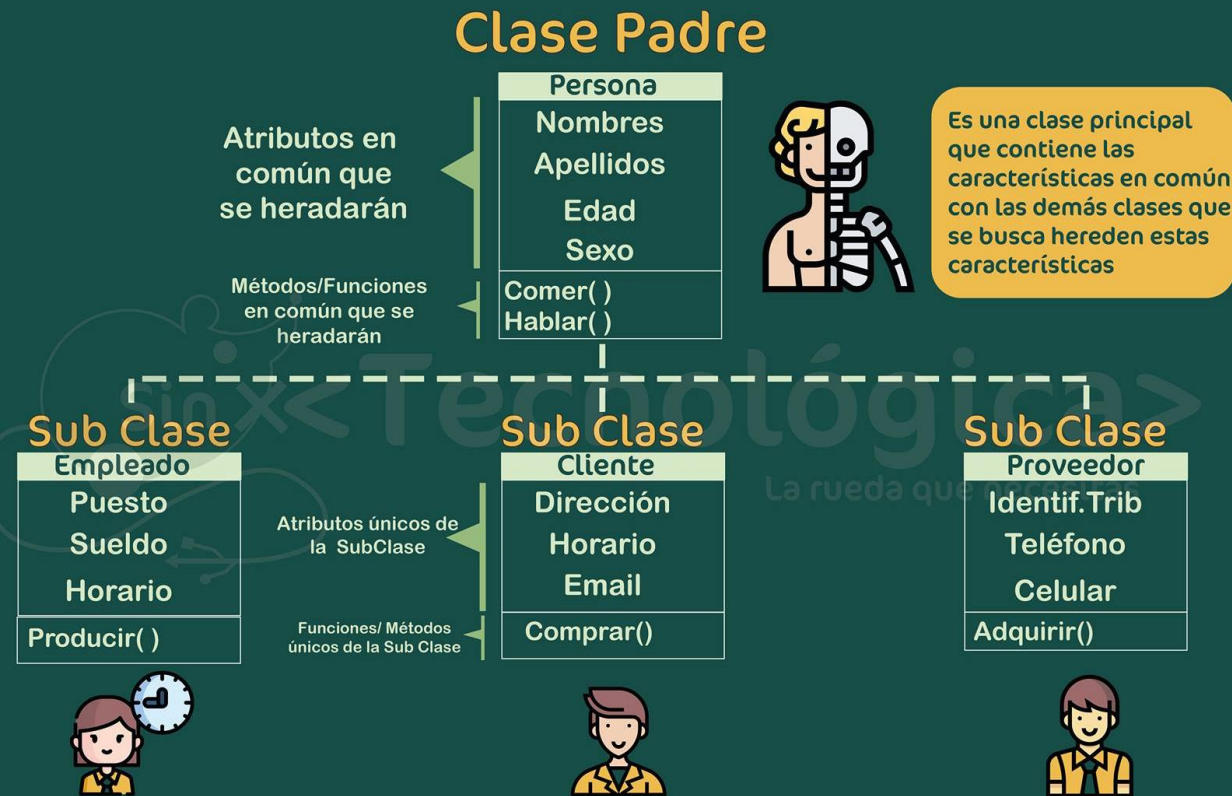 Clase Padre
Persona
Nombres
Apellidos
Edad
Sexo
Comer( )
Hablar( )
Atributos en
común que
se heradarán
Métodos/Funciones
en común que se
heradarán
Es una clase principal
que contiene las
características en común
con las demás clases que
se busca hereden estas
características
Sin <Tecnológica>
La rueda que necesitas
Sub Clase
Empleado
Puesto
Sueldo
Horario
Producir( )
Atributos únicos de
la SubClase
Funciones/ Métodos
únicos de la Sub Clase
Sub Clase
Cliente
Dirección
Horario
Email
Comprar()
Sub Clase
Proveedor
Identif.Trib
Teléfono
Celular
Adquirir()